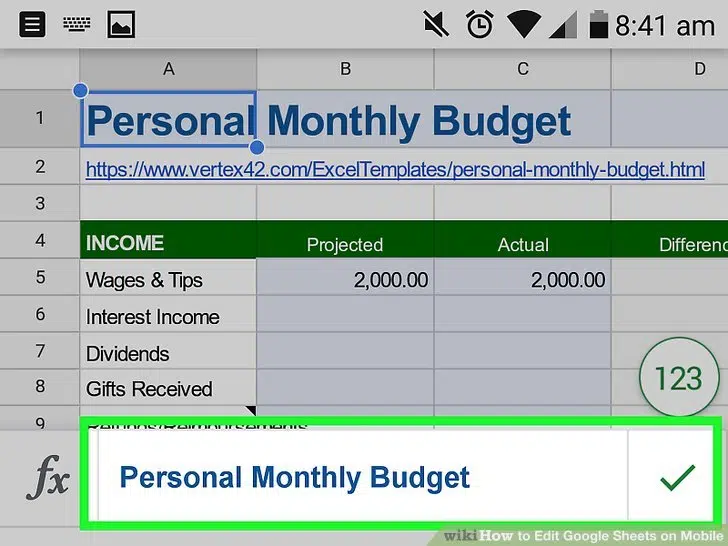 8:41 am
A B C D
1 Personal Monthly Budget
2 https://www.vertex42.com/ExcelTemplates/personal-monthly-budget.html
3
4 INCOME Projected Actual Differenc
5 Wages & Tips 2,000.00 2,000.00
6 Interest Income
7 Dividends
8 Gifts Received
123
9 Refunds/Reimbursements
fx Personal Monthly Budget
wikiHow to Edit Google Sheets on Mobile